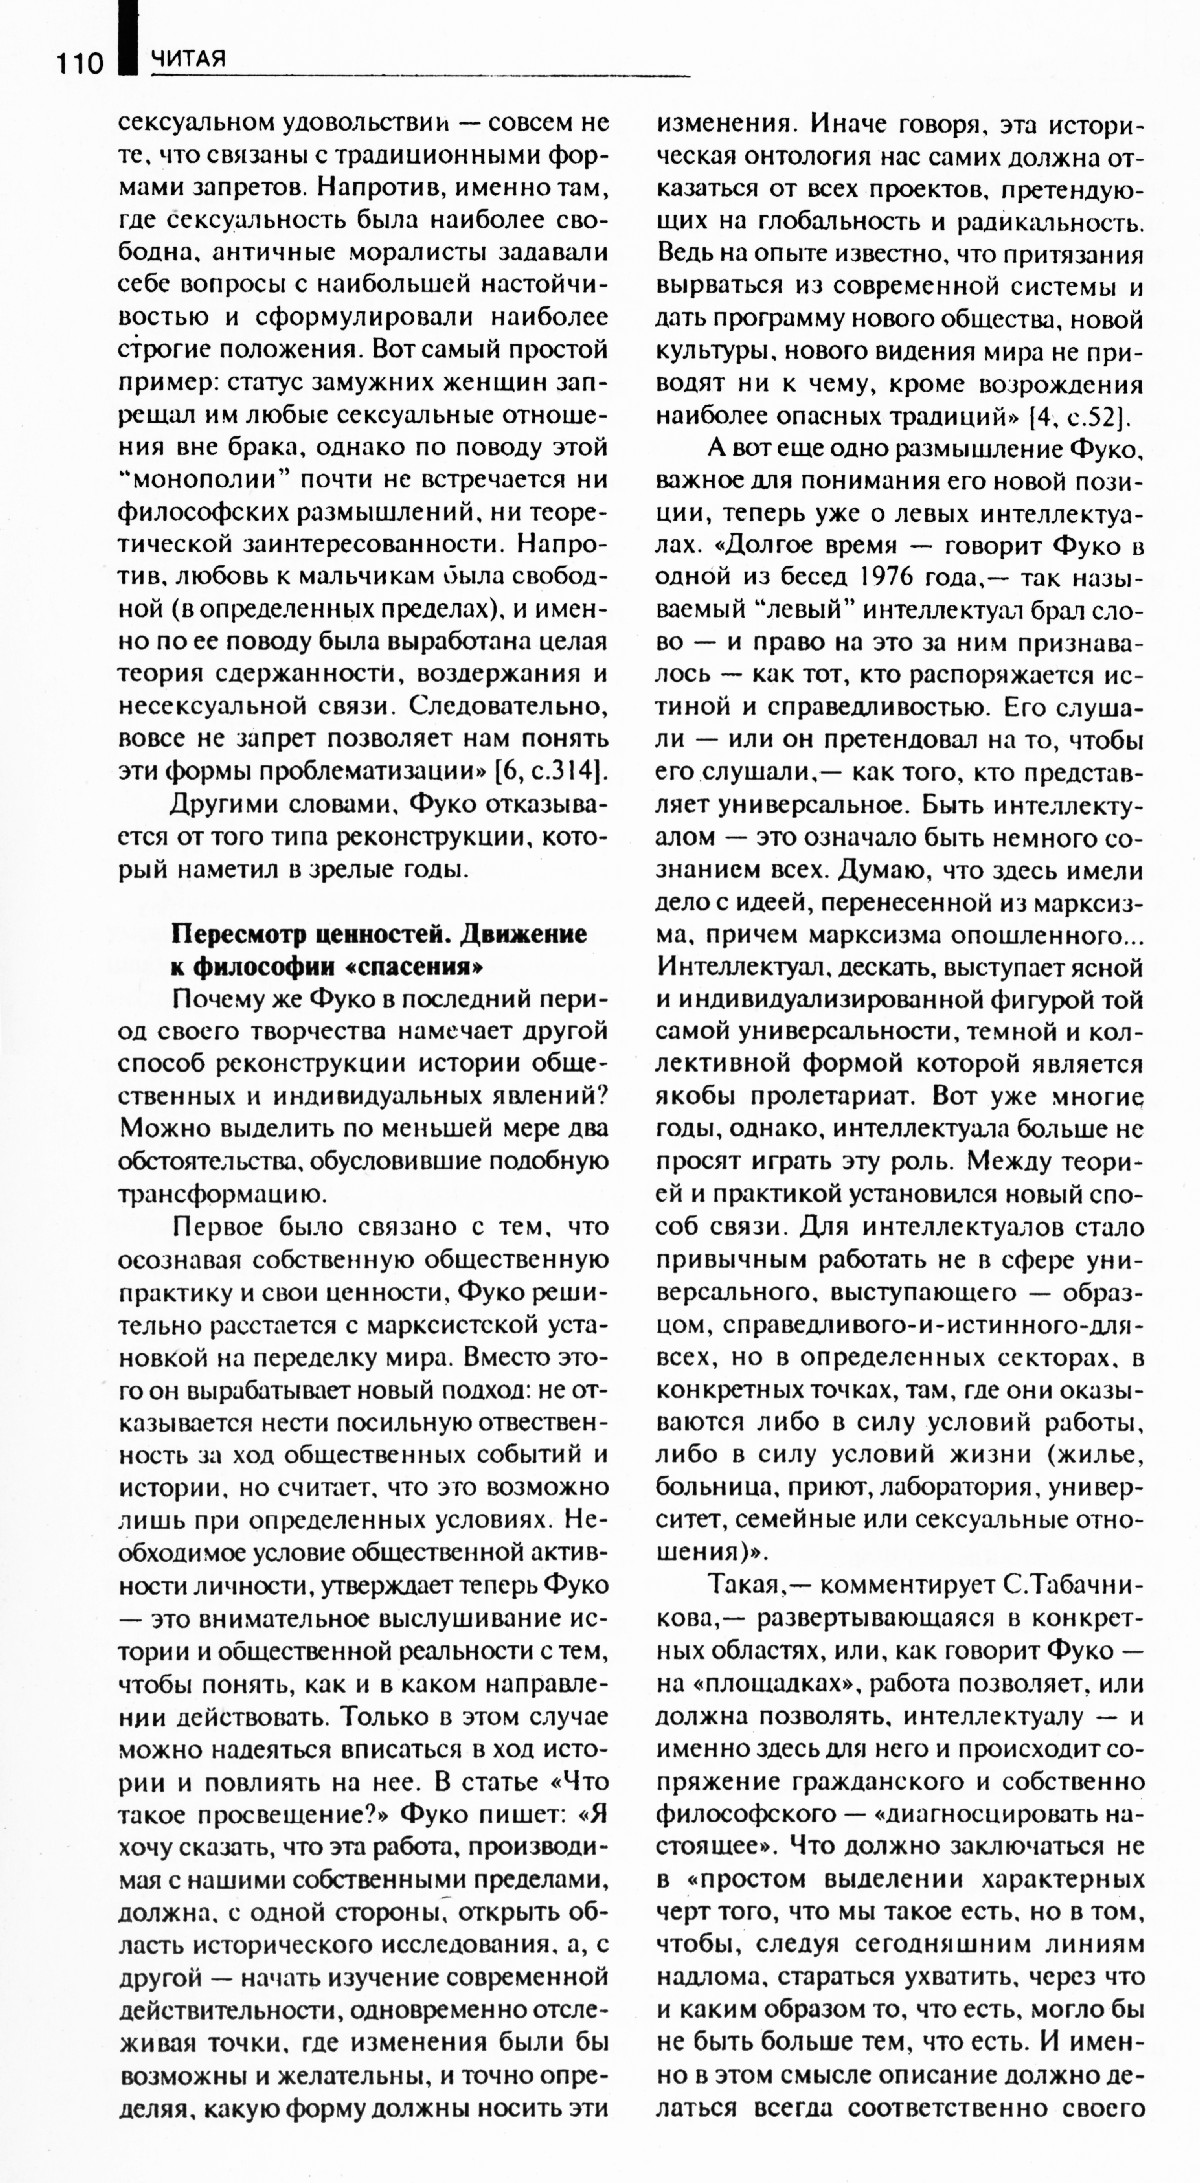 110
ЧИТАЯ
сексуальном удовольствии — совсем не
те, что связаны с традиционными фор-
мами запретов. Напротив, именно там,
где сексуальность была наиболее сво-
бодна, античные моралисты задавали
себе вопросы с наибольшей настойчи-
востью и сформулировали наиболее
строгие положения. Вот самый простой
пример: статус замужних женщин зап-
рещал им любые сексуальные отноше-
ния вне брака, однако по поводу этой
“монополии” почти не встречается ни
философских размышлений, ни теоре-
тической заинтересованности. Напро-
тив, любовь к мальчикам была свобод-
ной (в определенных пределах), и имен-
но по ее поводу была выработана целая
теория сдержанности, воздержания и
несексуальной связи. Следовательно,
вовсе не запрет позволяет нам понять
эти формы проблематизации» [6, с.314].
Другими словами, Фуко отказыва-
ется от того типа реконструкции, кото-
рый наметил в зрелые годы.
Пересмотр ценностей. Движение
к философии «спасения»
Почему же Фуко в последний пери-
од своего творчества намечает другой
способ реконструкции истории обще-
ственных и индивидуальных явлений?
Можно выделить по меньшей мере два
обстоятельства, обусловившие подобную
трансформацию.
Первое было связано с тем, что
осознавая собственную общественную
практику и свои ценности, Фуко реши-
тельно расстается с марксистской уста-
новкой на переделку мира. Вместо это-
го он вырабатывает новый подход: не от-
казывается нести посильную отвествен-
ность за ход общественных событий и
истории, но считает, что это возможно
лишь при определенных условиях. Не-
обходимое условие общественной актив-
ности личности, утверждает теперь Фуко
— это внимательное выслушивание ис-
тории и общественной реальности с тем,
чтобы понять, как и в каком направле-
нии действовать. Только в этом случае
можно надеяться вписаться в ход исто-
рии и повлиять на нее. В статье «Что
такое просвещение?» Фуко пишет: «Я
хочу сказать, что эта работа, производи-
мая с нашими собственными пределами,
должна, с одной стороны, открыть об-
ласть исторического исследования, а, с
другой — начать изучение современной
действительности, одновременно отсле-
живая точки, где изменения были бы
возможны и желательны, и точно опре-
деляя, какую форму должны носить эти
изменения. Иначе говоря, эта истори-
ческая онтология нас самих должна от-
казаться от всех проектов, претендую-
щих на глобальность и радикальность.
Ведь на опыте известно, что притязания
вырваться из современной системы и
дать программу нового общества, новой
культуры, нового видения мира не при-
водят ни к чему, кроме возрождения
наиболее опасных традиций» [4, с.52].
А вот еще одно размышление Фуко,
важное для понимания его новой пози-
ции, теперь уже о левых интеллектуа-
лах. «Долгое время — говорит Фуко в
одной из бесед 1976 года,— так назы-
ваемый “левый” интеллектуал брал сло-
во — и право на это за ним признава-
лось — как тот, кто распоряжается ис-
тиной и справедливостью. Его слуша-
ли — или он претендовал на то, чтобы
его слушали,— как того, кто представ-
ляет универсальное. Быть интеллекту-
алом — это означало быть немного со-
знанием всех. Думаю, что здесь имели
дело с идеей, перенесенной из марксиз-
ма, причем марксизма опошленного...
Интеллектуал, дескать, выступает ясной
и индивидуализированной фигурой той
самой универсальности, темной и кол-
лективной формой которой является
якобы пролетариат. Вот уже многие
годы, однако, интеллектуала больше не
просят играть эту роль. Между теори-
ей и практикой установился новый спо-
соб связи. Для интеллектуалов стало
привычным работать не в сфере уни-
версального, выступающего — образ-
цом, справедливого-и-истинного-для-
всех, но в определенных секторах, в
конкретных точках, там, где они оказы-
ваются либо в силу условий работы,
либо в силу условий жизни (жилье,
больница, приют, лаборатория, универ-
ситет, семейные или сексуальные отно-
шения)».
Такая,— комментирует С.Табачни-
кова,— развертывающаяся в конкрет-
ных областях, или, как говорит Фуко —
на «площадках», работа позволяет, или
должна позволять, интеллектуалу — и
именно здесь для него и происходит со-
пряжение гражданского и собственно
философского — «диагносцировать на-
стоящее». Что должно заключаться не
в «простом выделении характерных
черт того, что мы такое есть, но в том,
чтобы, следуя сегодняшним линиям
надлома, стараться ухватить, через что
и каким образом то, что есть, могло бы
не быть больше тем, что есть. И имен-
но в этом смысле описание должно де-
латься всегда соответственно своего